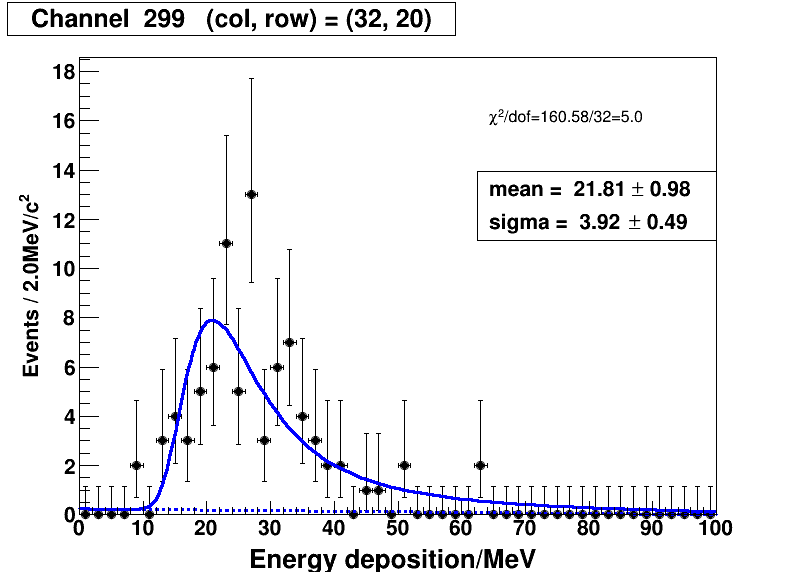 Channel 299 (col, row) = (32, 20)
χ²/dof=160.58/32=5.0
mean = 21.81 ± 0.98
sigma = 3.92 ± 0.49
Events / 2.0MeV/c²
18
16
14
12
10
8
6
4
2
0
0 10 20 30 40 50 60 70 80 90 100
Energy deposition/MeV